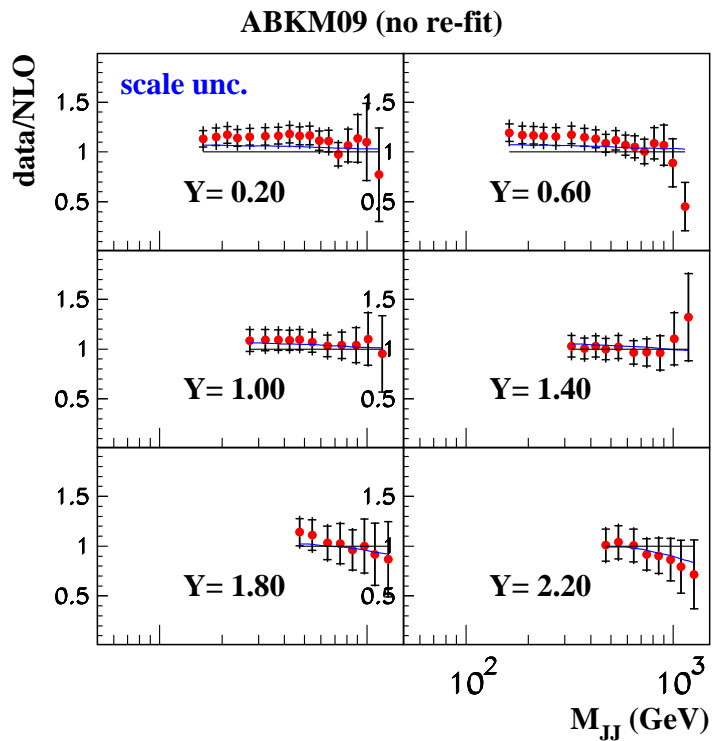 ABKM09 (no re-fit)
data/NLO
scale unc.
1.5
1
0.5
1.5
1
0.5
Y= 0.20
Y= 0.60
1.5
1
0.5
1.5
1
0.5
Y= 1.00
Y= 1.40
1.5
1
0.5
1.5
1
0.5
Y= 1.80
Y= 2.20
10² 10³
M_JJ (GeV)